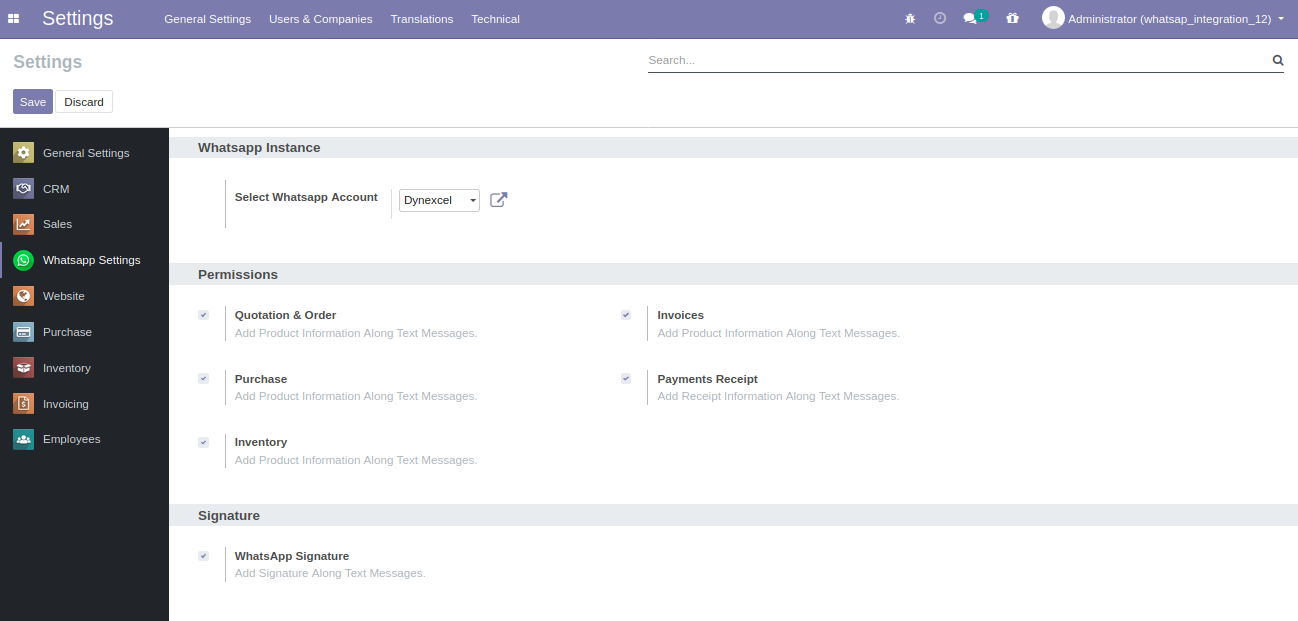 Settings General Settings Users & Companies Translations Technical 1 Administrator (whatsap_integration_12)
Settings Search...
Save Discard
General Settings
CRM
Sales
Whatsapp Settings
Website
Purchase
Inventory
Invoicing
Employees
Whatsapp Instance
Select Whatsapp Account Dynexcel
Permissions
Quotation & Order
Add Product Information Along Text Messages.
Invoices
Add Product Information Along Text Messages.
Purchase
Add Product Information Along Text Messages.
Payments Receipt
Add Receipt Information Along Text Messages.
Inventory
Add Product Information Along Text Messages.
Signature
WhatsApp Signature
Add Signature Along Text Messages.